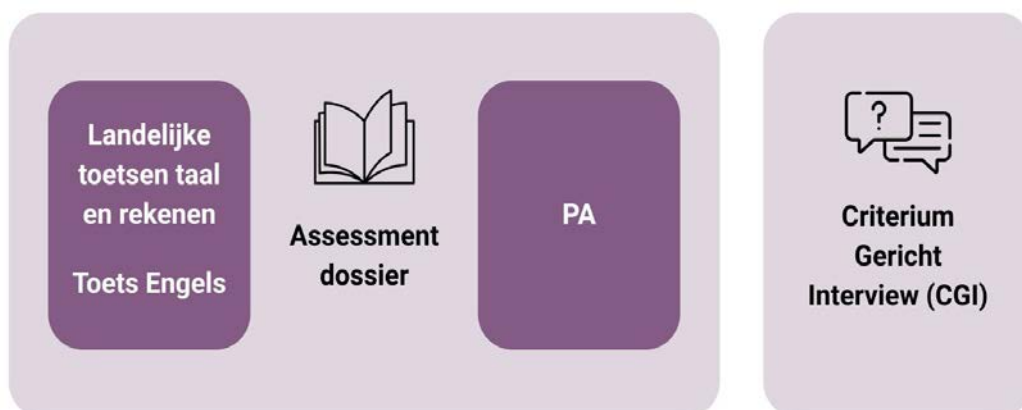 Landelijke
toetsen taal
en rekenen
Toets Engels
Assessment
dossier
PA
?
Criterium
Gericht
Interview (CGI)